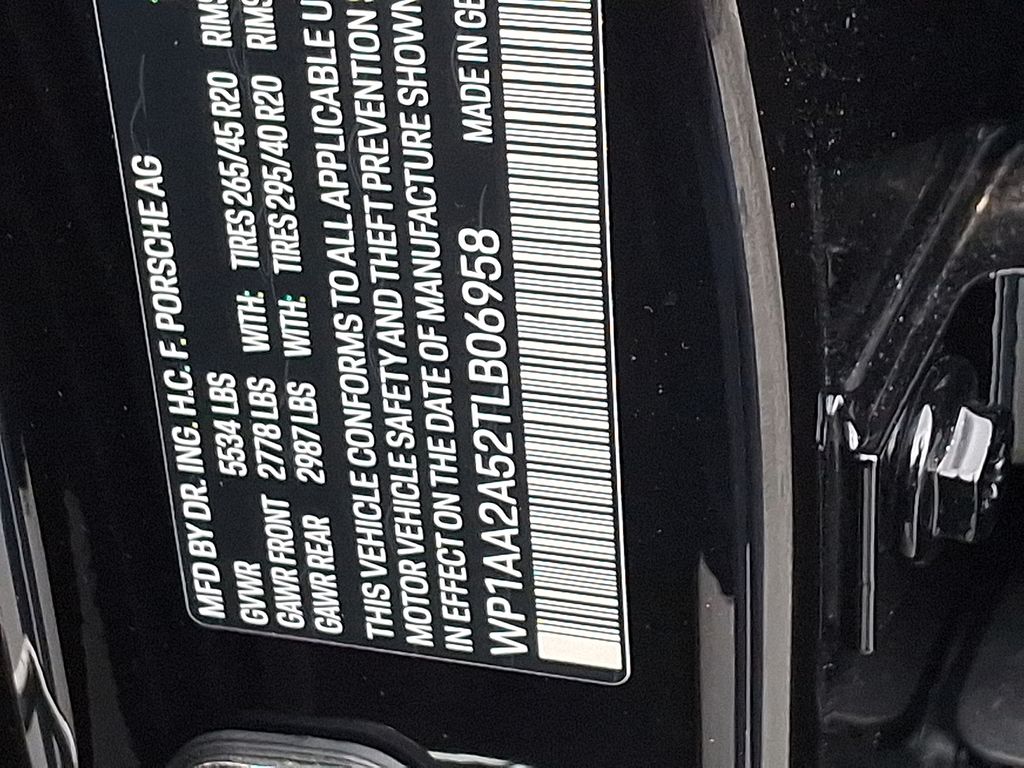 MFD BY DR. ING. H.C. F. PORSCHE AG
GVWR 5534 LBS
GAWR FRONT 2778 LBS WITH: TIRES 265/45 R20 RIMS
GAWR REAR 2987 LBS WITH: TIRES 295/40 R20 RIMS
THIS VEHICLE CONFORMS TO ALL APPLICABLE U
MOTOR VEHICLE SAFETY AND THEFT PREVENTION
IN EFFECT ON THE DATE OF MANUFACTURE SHOWN
WP1AA2A52TLB06958 MADE IN GE